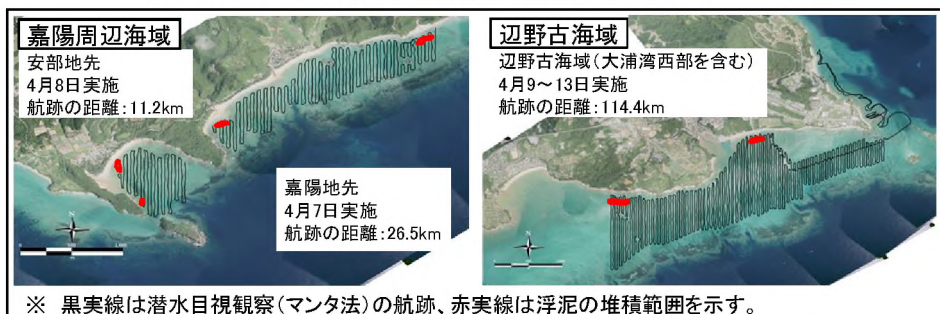 嘉陽周辺海域
安部地先
4月8日実施
航跡の距離:11.2km
嘉陽地先
4月7日実施
航跡の距離:26.5km
辺野古海域
辺野古海域(大浦湾西部を含む)
4月9～13日実施
航跡の距離:114.4km
※ 黒実線は潜水目視観察(マンタ法)の航跡、赤実線は浮泥の堆積範囲を示す。